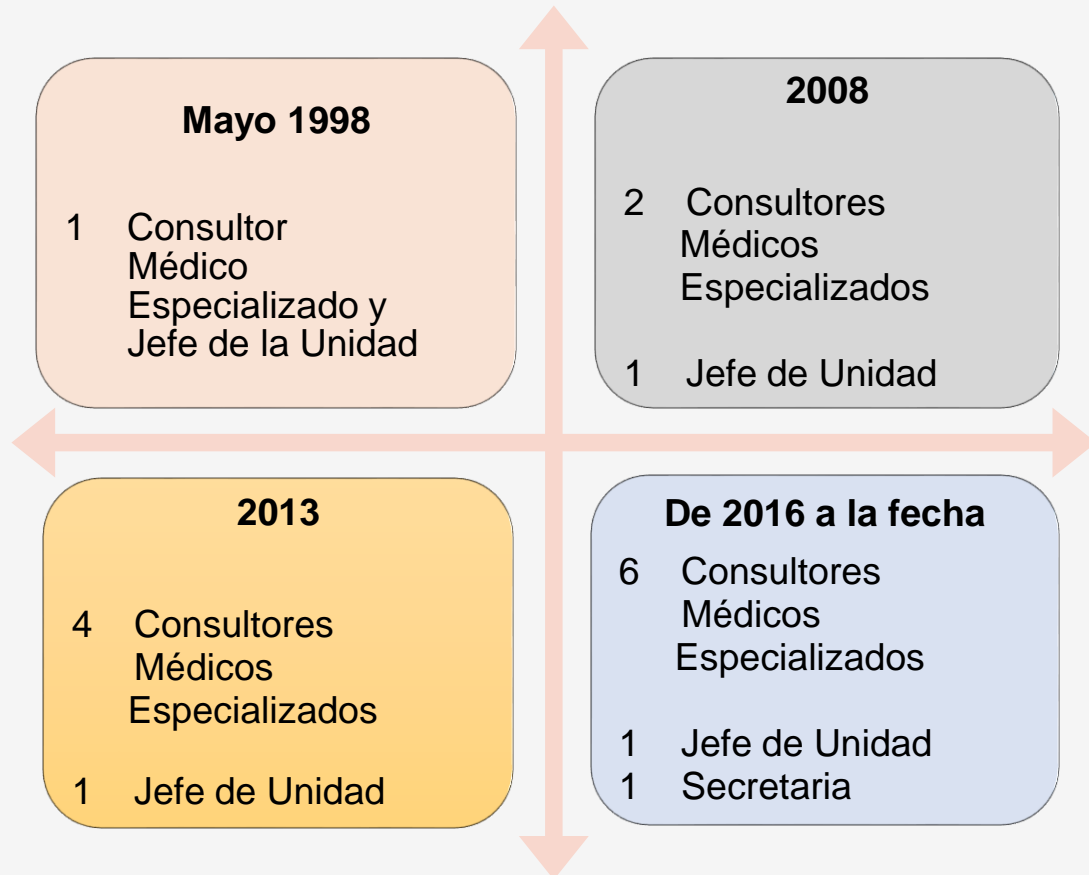 Mayo 1998
1 Consultor
Médico
Especializado y
Jefe de la Unidad
2008
2 Consultores
Médicos
Especializados
1 Jefe de Unidad
2013
4 Consultores
Médicos
Especializados
1 Jefe de Unidad
De 2016 a la fecha
6 Consultores
Médicos
Especializados
1 Jefe de Unidad
1 Secretaria